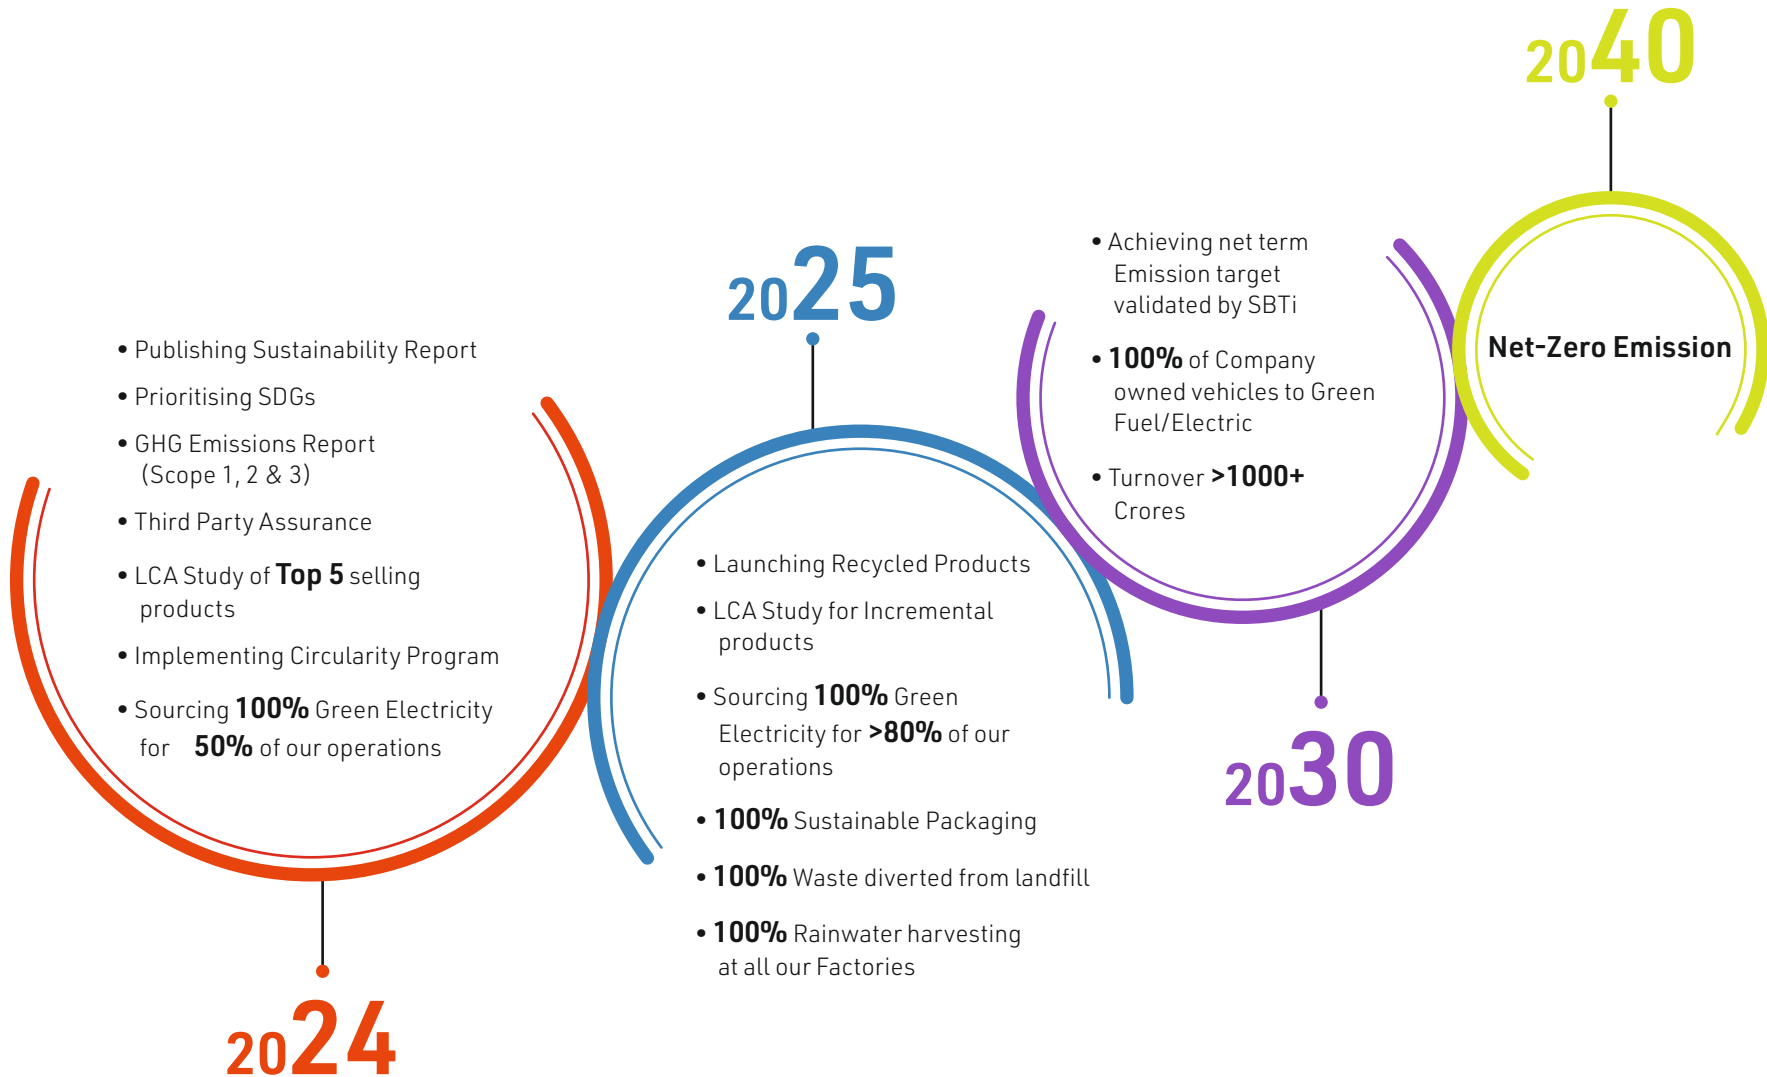 • Publishing Sustainability Report
• Prioritising SDGs
• GHG Emissions Report
(Scope 1, 2 & 3)
• Third Party Assurance
• LCA Study of Top 5 selling
products
• Implementing Circularity Program
• Sourcing 100% Green Electricity
for 50% of our operations
2024
2025
• Launching Recycled Products
• LCA Study for Incremental
products
• Sourcing 100% Green
Electricity for >80% of our
operations
• 100% Sustainable Packaging
• 100% Waste diverted from landfill
• 100% Rainwater harvesting
at all our Factories
• Achieving net term
Emission target
validated by SBTi
• 100% of Company
owned vehicles to Green
Fuel/Electric
• Turnover >1000+
Crores
2030
2040
Net-Zero Emission